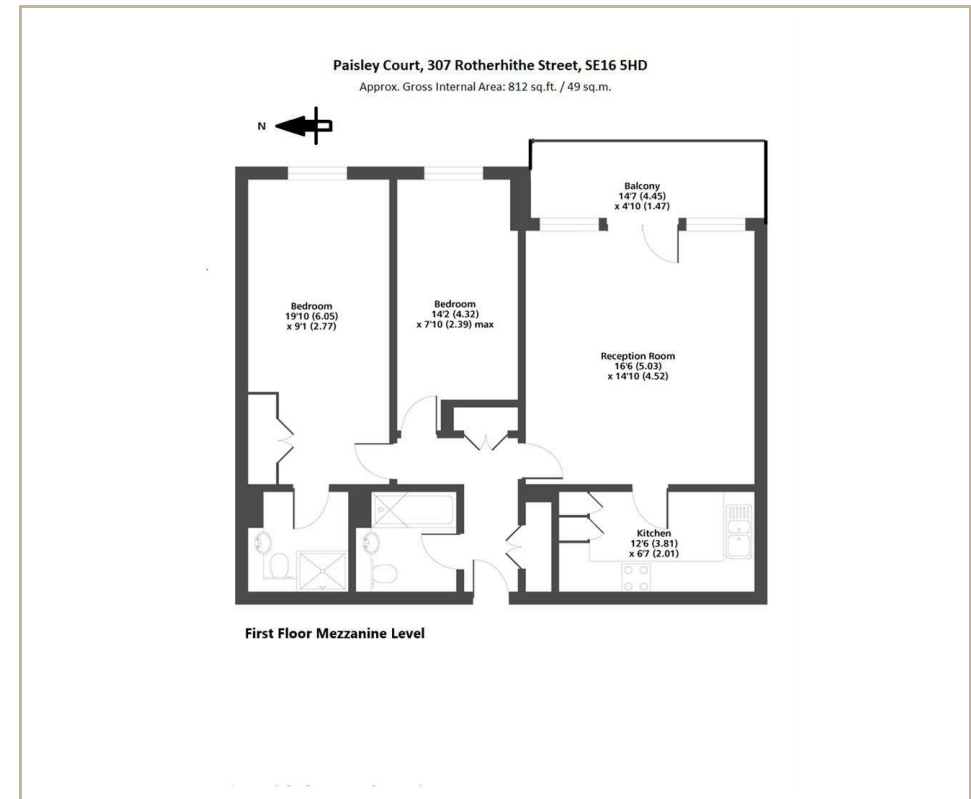 Paisley Court, 307 Rotherhithe Street, SE16 5HD
Approx. Gross Internal Area: 812 sq.ft. / 49 sq.m.
N
Balcony
14'7 (4.45)
x 4'10 (1.47)
Bedroom
19'10 (6.05)
x 9'1 (2.77)
Bedroom
14'2 (4.32)
x 7'10 (2.39) max
Reception Room
16'6 (5.03)
x 14'10 (4.52)
Kitchen
12'6 (3.81)
x 6'7 (2.01)
First Floor Mezzanine Level